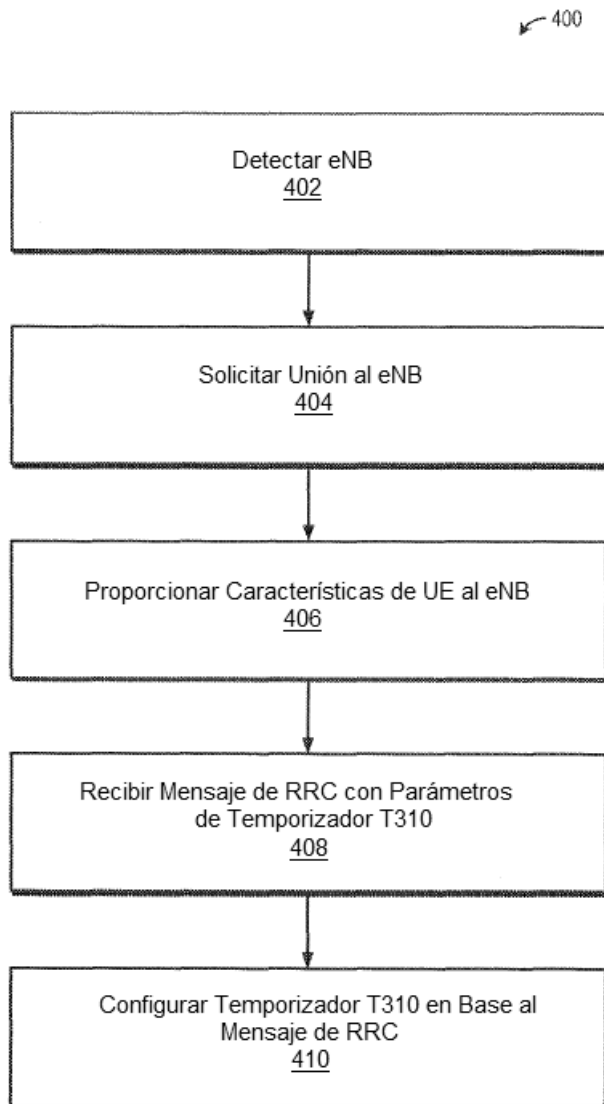 400
Detectar eNB
402
Solicitar Unión al eNB
404
Proporcionar Características de UE al eNB
406
Recibir Mensaje de RRC con Parámetros
de Temporizador T310
408
Configurar Temporizador T310 en Base al
Mensaje de RRC
410